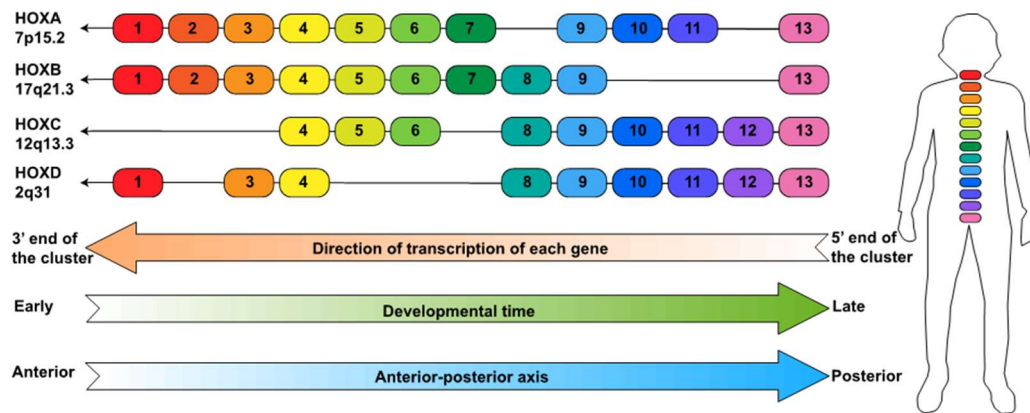 HOXA
7p15.2
1 2 3 4 5 6 7 9 10 11 13
HOXB
17q21.3
1 2 3 4 5 6 7 8 9 13
HOXC
12q13.3
4 5 6 8 9 10 11 12 13
HOXD
2q31
1 3 4 8 9 10 11 12 13
3' end of
the cluster
Direction of transcription of each gene
5' end of
the cluster
Early
Developmental time
Late
Anterior
Anterior-posterior axis
Posterior